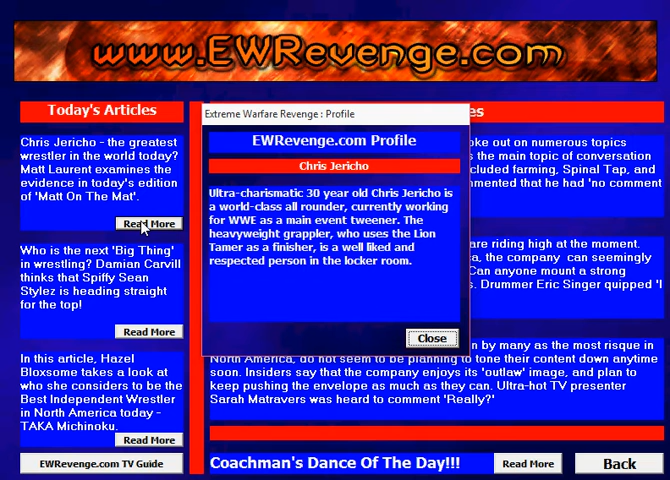 www.EWRevenge.com
Today's Articles
Chris Jericho - the greatest
wrestler in the world today?
Matt Laurent examines the
evidence in today's edition
of 'Matt On The Mat'.
Read More
Who is the next 'Big Thing'
in wrestling? Damian Carvill
thinks that Spiffy Sean
Stylez is heading straight
for the top!
Read More
In this article, Hazel
Bloxsome takes a look at
who she considers to be the
Best Independent Wrestler
in North America today -
TAKA Michinoku.
Read More
EWRevenge.com TV Guide
Extreme Warfare Revenge : Profile
EWRevenge.com Profile
Chris Jericho
Ultra-charismatic 30 year old Chris Jericho is
a world-class all rounder, currently working
for WWE as a main event tweener. The
heavyweight grappler, who uses the Lion
Tamer as a finisher, is a well liked and
respected person in the locker room.
Close
es
oke out on numerous topics
s the main topic of conversation
cluded farming, Spinal Tap, and
mmented that he had 'no comment
are riding high at the moment.
a, the company can seemingly
Can anyone mount a strong
s. Drummer Eric Singer quipped 'I
n by many as the most risque in
North America, do not seem to be planning to tone their content down anytime
soon. Insiders say that the company enjoys its 'outlaw' image, and plan to
keep pushing the envelope as much as they can. Ultra-hot TV presenter
Sarah Matravers was heard to comment 'Really?'
Coachman's Dance Of The Day!!!
Read More
Back